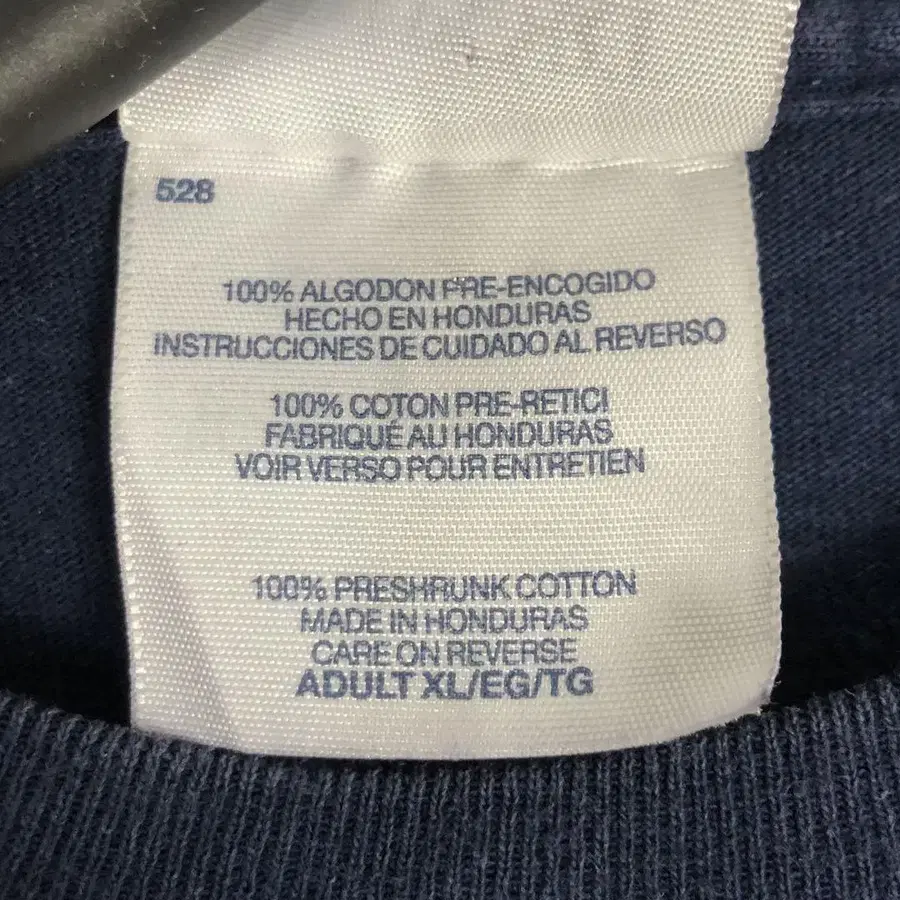 528
100% ALGODON PRE-ENCOGIDO
HECHO EN HONDURAS
INSTRUCCIONES DE CUIDADO AL REVERSO
100% COTON PRE-RETICI
FABRIQUÉ AU HONDURAS
VOIR VERSO POUR ENTRETIEN
100% PRESHRUNK COTTON
MADE IN HONDURAS
CARE ON REVERSE
ADULT XL/EG/TG